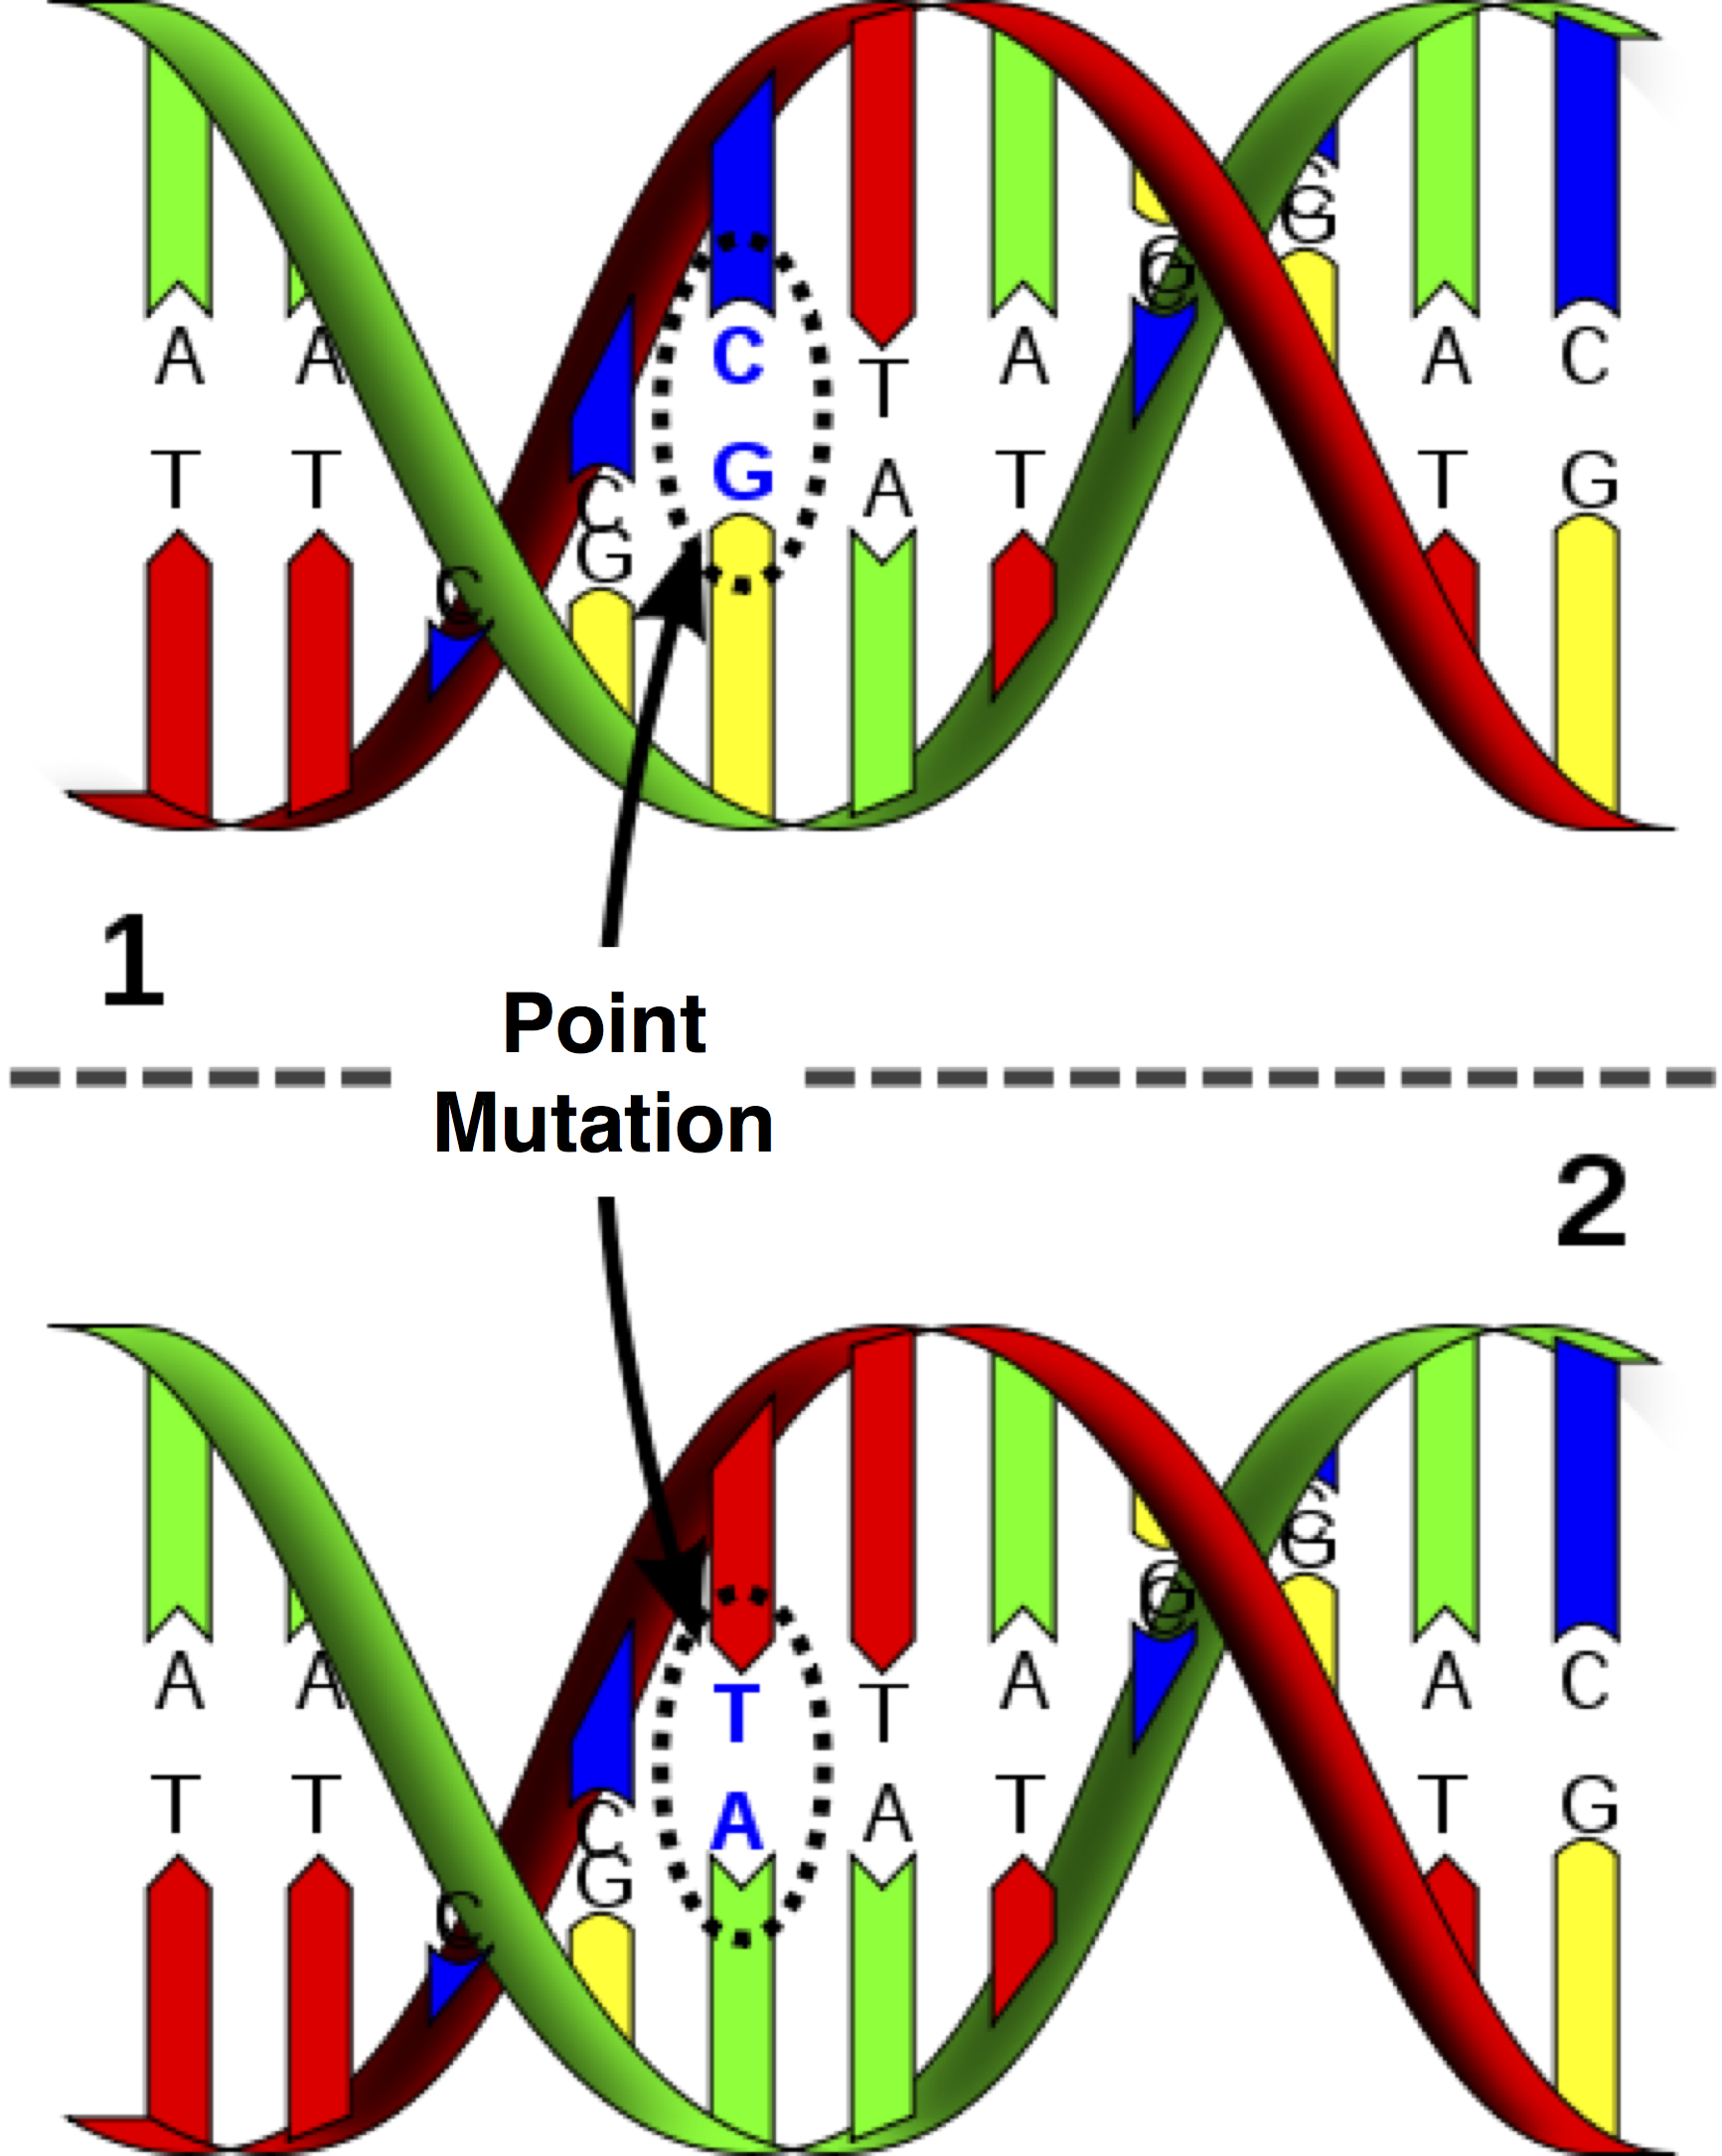 A A C T A G G A C
T T C G G A T C G T G
1
Point
Mutation
2
A A T T A G G A C
T T C G A A T C G T G